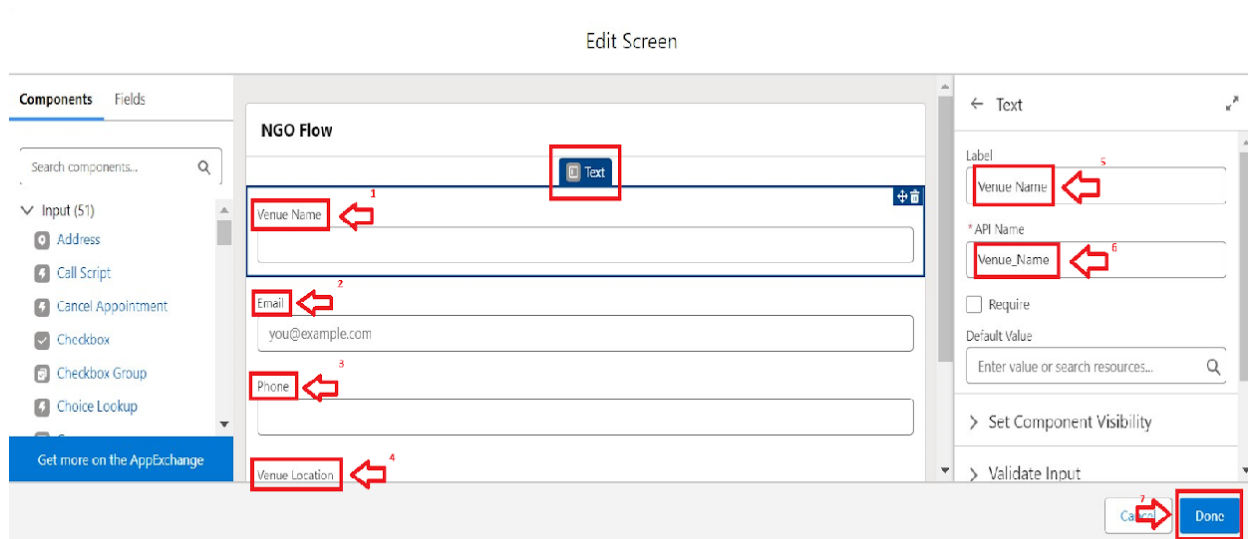 Edit Screen
Components Fields
Search components...
Input (51)
Address
Call Script
Cancel Appointment
Checkbox
Checkbox Group
Choice Lookup
Get more on the AppExchange
NGO Flow
Text
Venue Name
1
Email
2
you@example.com
Phone
3
Venue Location
4
Text
Label
Venue Name
5
*API Name
Venue_Name
6
Require
Default Value
Enter value or search resources...
Set Component Visibility
Validate Input
7
Done